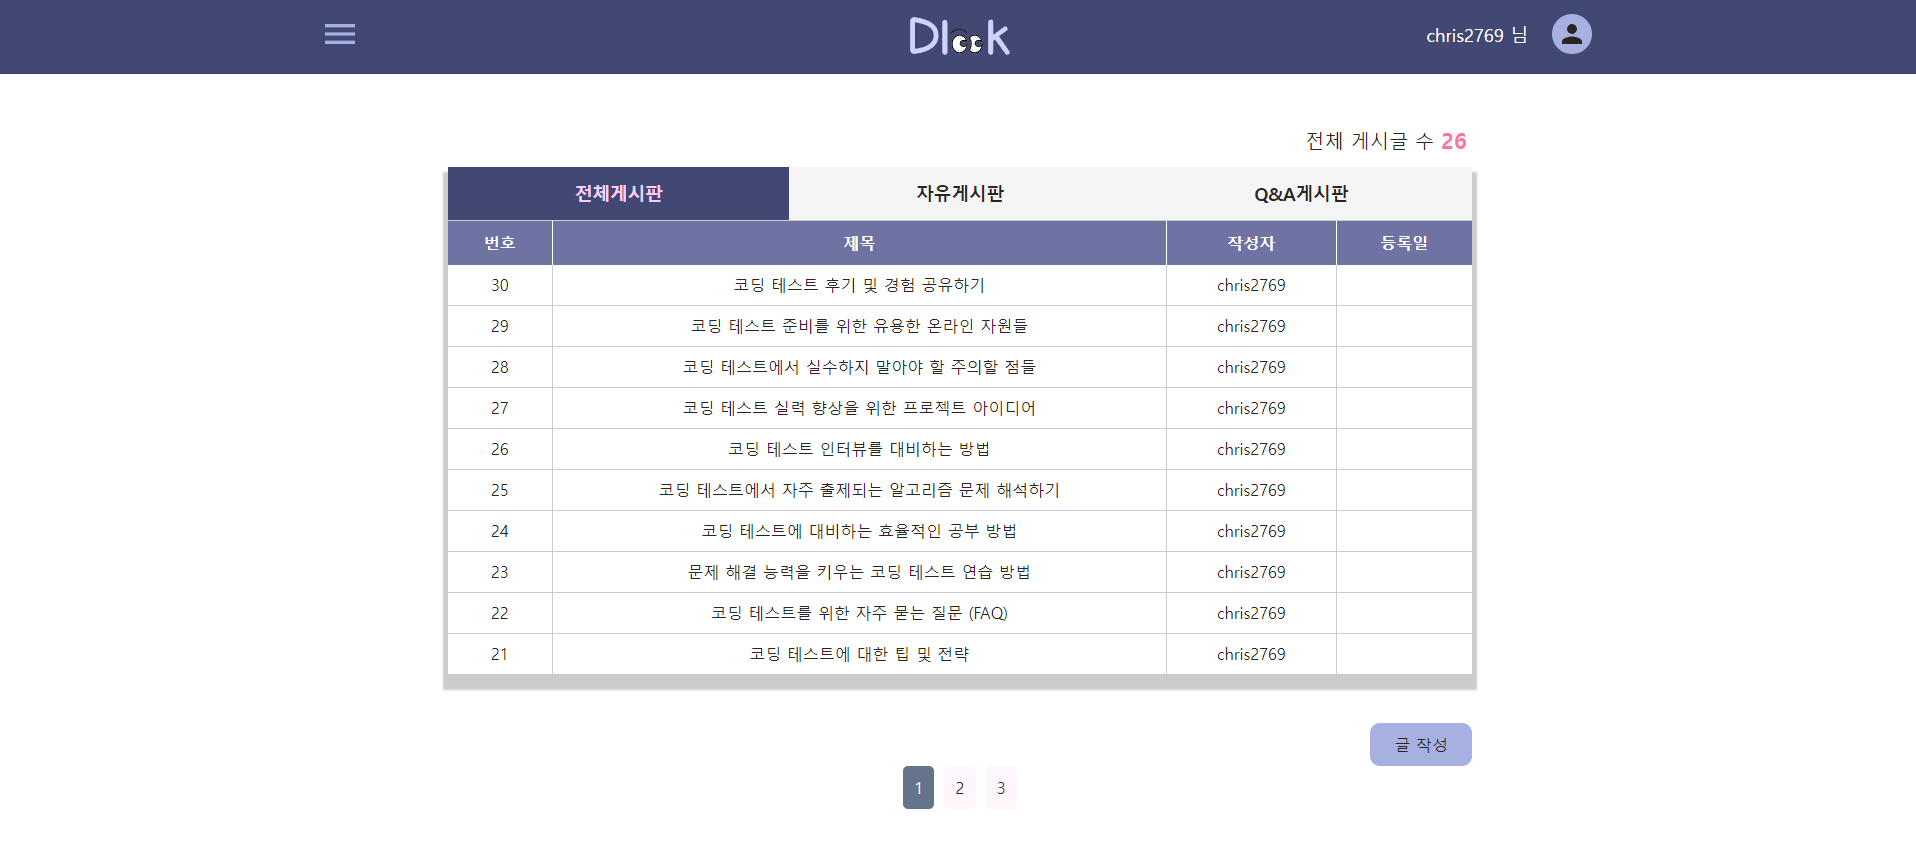 Dlook
chris2769 님
전체 게시글 수 26
전체게시판 자유게시판 Q&A게시판
번호 제목 작성자 등록일
30 코딩 테스트 후기 및 경험 공유하기 chris2769
29 코딩 테스트 준비를 위한 유용한 온라인 자원들 chris2769
28 코딩 테스트에서 실수하지 말아야 할 주의할 점들 chris2769
27 코딩 테스트 실력 향상을 위한 프로젝트 아이디어 chris2769
26 코딩 테스트 인터뷰를 대비하는 방법 chris2769
25 코딩 테스트에서 자주 출제되는 알고리즘 문제 해석하기 chris2769
24 코딩 테스트에 대비하는 효율적인 공부 방법 chris2769
23 문제 해결 능력을 키우는 코딩 테스트 연습 방법 chris2769
22 코딩 테스트를 위한 자주 묻는 질문 (FAQ) chris2769
21 코딩 테스트에 대한 팁 및 전략 chris2769
글 작성
1 2 3